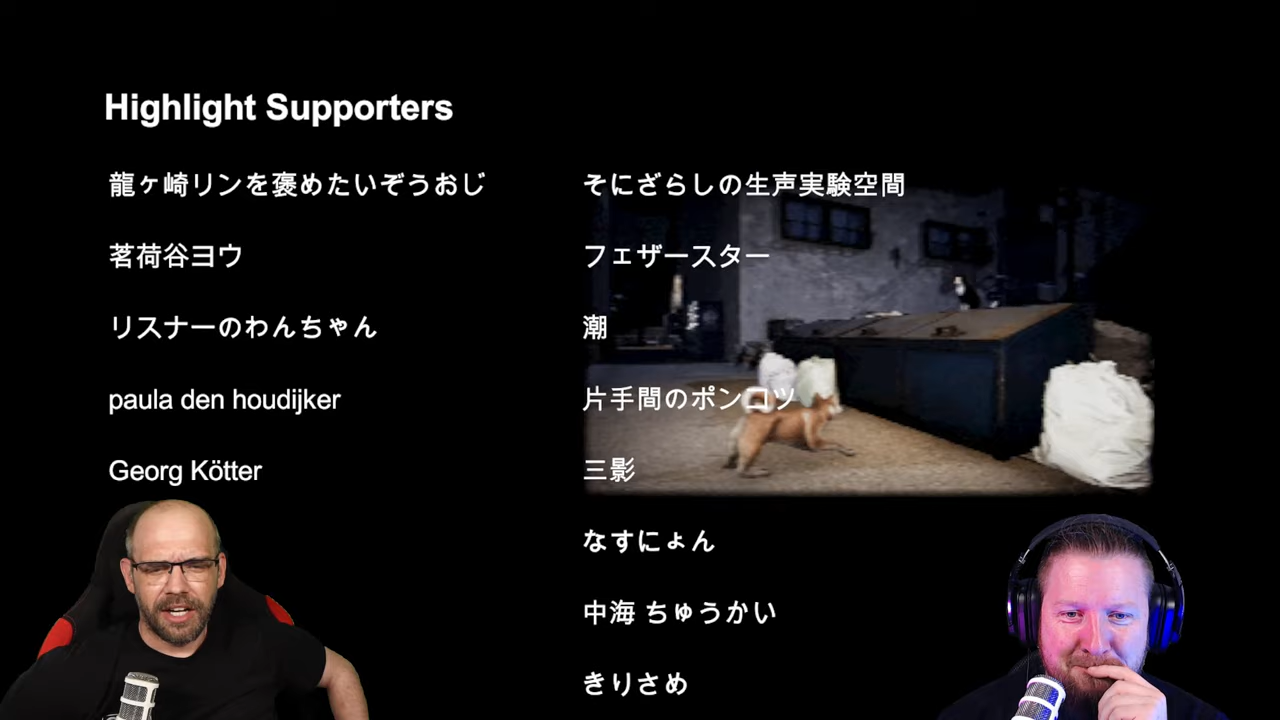 Highlight Supporters
龍ヶ崎リンを褒めたいぞうおじ
茗荷谷ヨウ
リスナーのわんちゃん
paula den houdijker
Georg Kötter
そにざらしの生声実験空間
フェザースター
潮
片手間のポンコツ
三影
なすにょん
中海 ちゅうかい
きりさめ